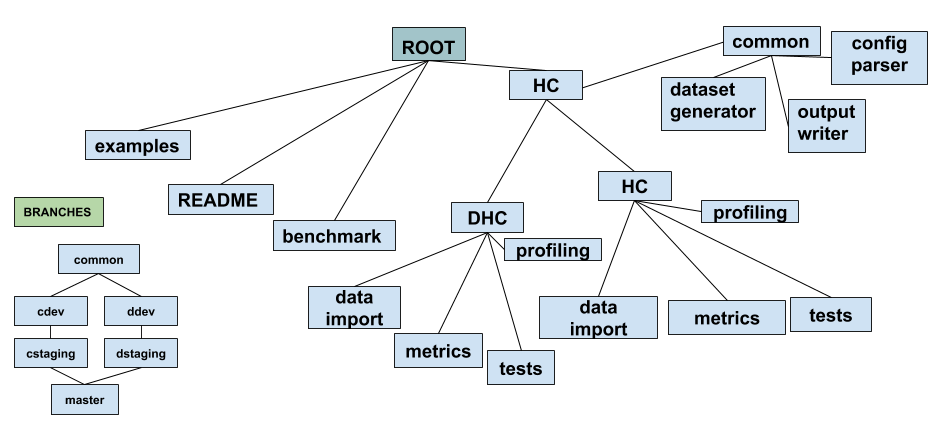 ROOT
common
config
parser
HC
dataset
generator
output
writer
examples
README
benchmark
HC
profiling
DHC
profiling
data
import
metrics
tests
data
import
metrics
tests
BRANCHES
common
cdev
ddev
cstaging
dstaging
master